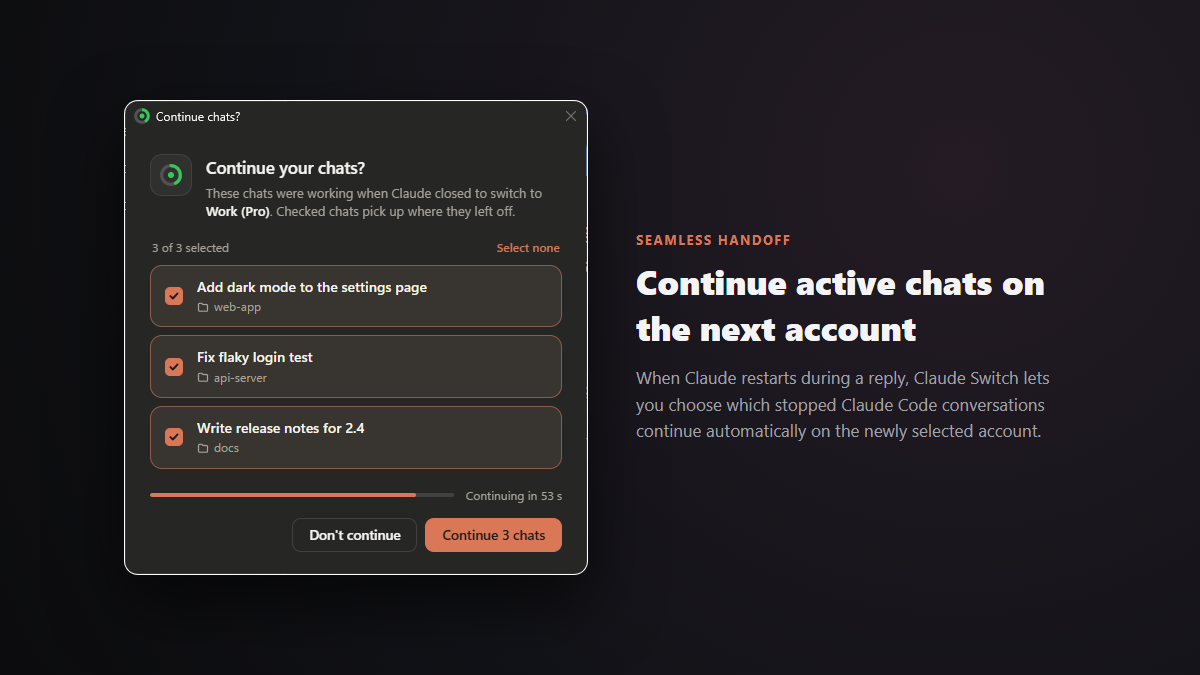 Continue chats?
Continue your chats?
These chats were working when Claude closed to switch to
Work (Pro). Checked chats pick up where they left off.
3 of 3 selected
Select none
Add dark mode to the settings page
web-app
Fix flaky login test
api-server
Write release notes for 2.4
docs
Continuing in 53 s
Don't continue
Continue 3 chats
SEAMLESS HANDOFF
Continue active chats on
the next account
When Claude restarts during a reply, Claude Switch lets
you choose which stopped Claude Code conversations
continue automatically on the newly selected account.